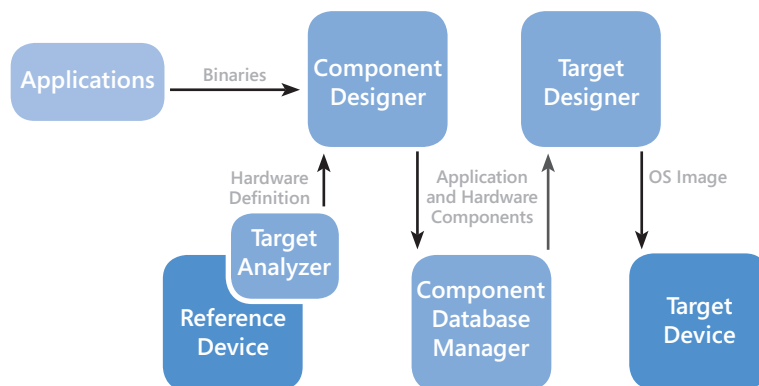 Applications
Binaries
Component
Designer
Target
Designer
Hardware
Definition
Application
and Hardware
Components
OS Image
Target
Analyzer
Reference
Device
Component
Database
Manager
Target
Device